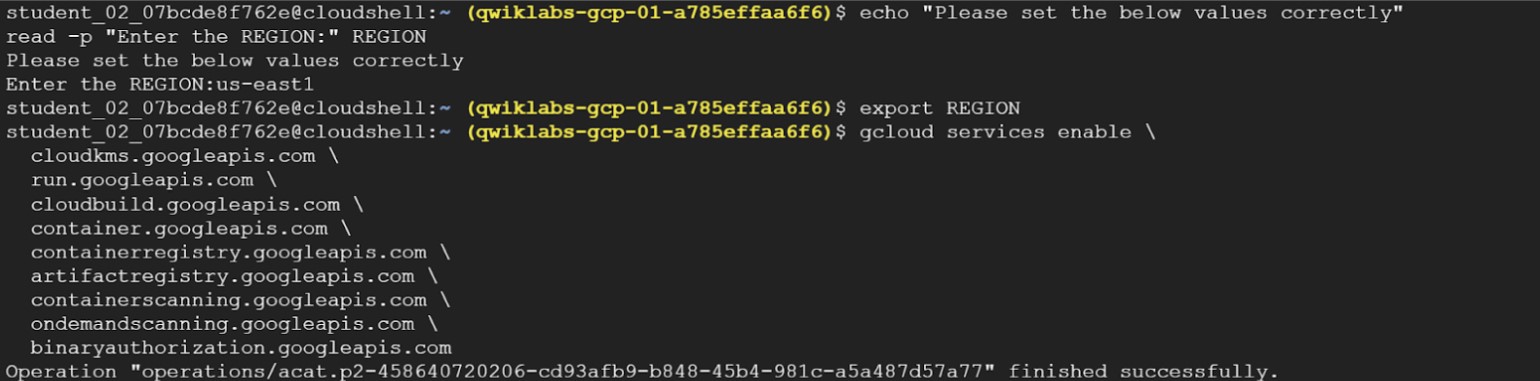 student_02_07bcde8f762e@cloudshell:~ (qwiklabs-gcp-01-a785effaa6f6)$ echo "Please set the below values correctly"
read -p "Enter the REGION:" REGION
Please set the below values correctly
Enter the REGION:us-east1
student_02_07bcde8f762e@cloudshell:~ (qwiklabs-gcp-01-a785effaa6f6)$ export REGION
student_02_07bcde8f762e@cloudshell:~ (qwiklabs-gcp-01-a785effaa6f6)$ gcloud services enable \
  cloudkms.googleapis.com \
  run.googleapis.com \
  cloudbuild.googleapis.com \
  container.googleapis.com \
  containerregistry.googleapis.com \
  artifactregistry.googleapis.com \
  containerscanning.googleapis.com \
  ondemandscanning.googleapis.com \
  binaryauthorization.googleapis.com
Operation "operations/acat.p2-458640720206-cd93afb9-b848-45b4-981c-a5a487d57a77" finished successfully.